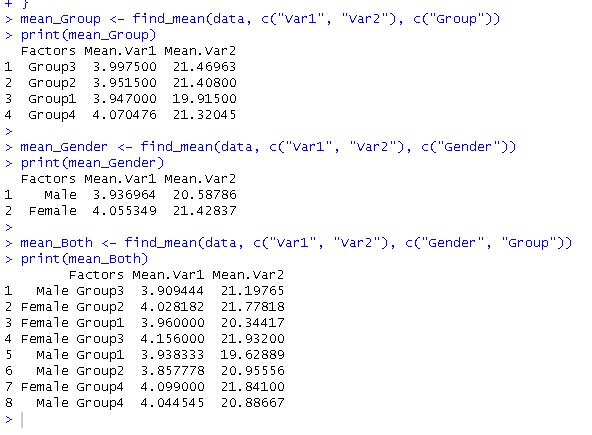 + }
> mean_Group <- find_mean(data, c("Var1", "Var2"), c("Group"))
> print(mean_Group)
  Factors Mean.Var1 Mean.Var2
1  Group3  3.997500  21.46963
2  Group2  3.951500  21.40800
3  Group1  3.947000  19.91500
4  Group4  4.070476  21.32045
>
> mean_Gender <- find_mean(data, c("Var1", "Var2"), c("Gender"))
> print(mean_Gender)
  Factors Mean.Var1 Mean.Var2
1    Male  3.936964  20.58786
2  Female  4.055349  21.42837
>
> mean_Both <- find_mean(data, c("Var1", "Var2"), c("Gender", "Group"))
> print(mean_Both)
        Factors Mean.Var1 Mean.Var2
1   Male Group3  3.909444  21.19765
2 Female Group2  4.028182  21.77818
3 Female Group1  3.960000  20.34417
4 Female Group3  4.156000  21.93200
5   Male Group1  3.938333  19.62889
6   Male Group2  3.857778  20.95556
7 Female Group4  4.099000  21.84100
8   Male Group4  4.044545  20.88667
>